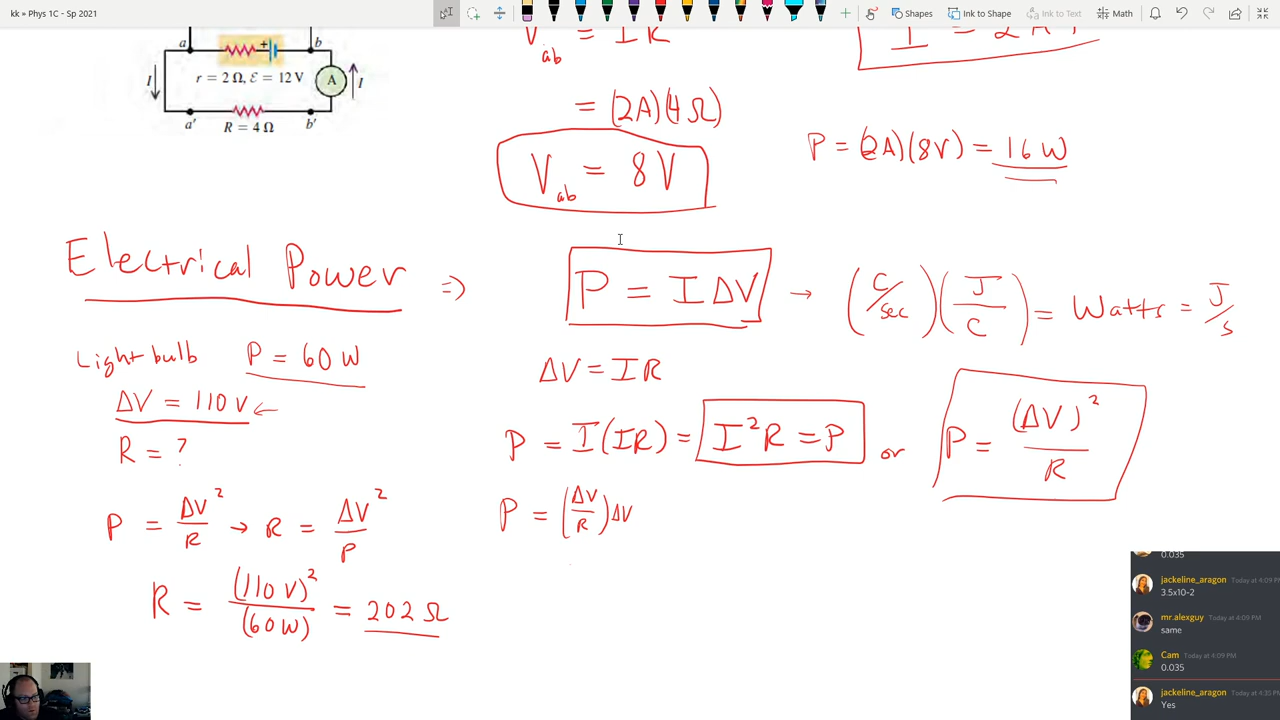 kk » Phys 1C - Sp 2021
Shapes
Ink to Shape
Ink to Text
Math
a
b
I
r = 2 Ω, ℰ = 12 V
A
I
a'
R = 4 Ω
b'
V_ab = I R
= (2A)(4Ω)
V_ab = 8V
I = 2A
P = (2A)(8V) = 16 W
Electrical Power ⇒
P = I ΔV → (C/sec)(J/C) = Watts = J/s
Light bulb P = 60 W
ΔV = 110 V ←
R = ?
P = ΔV²/R → R = ΔV²/P
R = (110 V)²/(60 W) = 202 Ω
ΔV = IR
P = I(IR) = I²R = P or P = (ΔV)²/R
P = (ΔV/R)ΔV
0.035
jackeline_aragon Today at 4:09 PM
3.5x10-2
mr.alexguy Today at 4:09 PM
same
Cam Today at 4:09 PM
0.035
jackeline_aragon Today at 4:35 PM
Yes